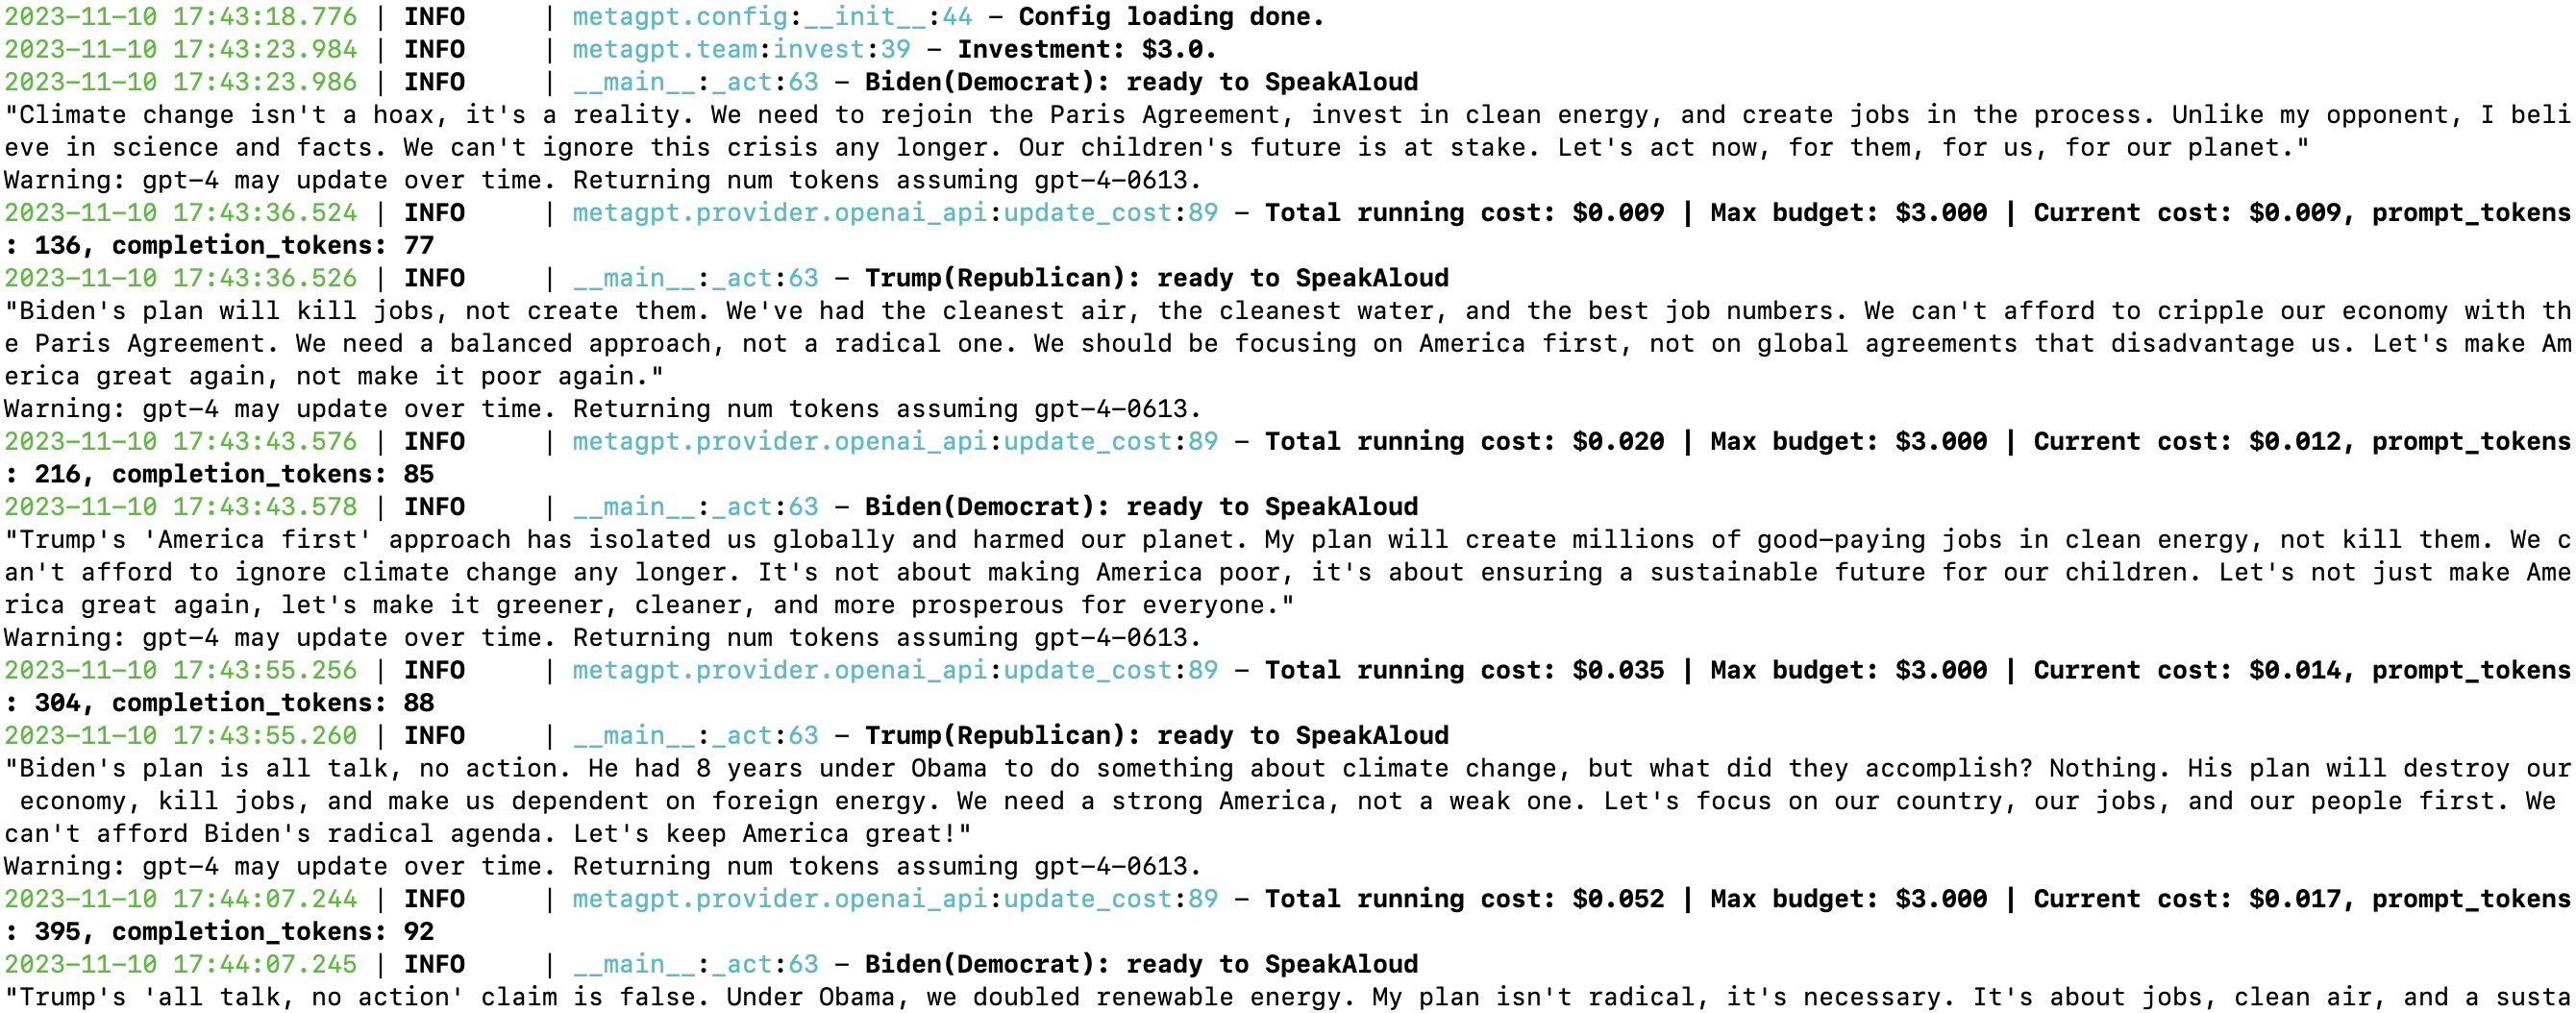 2023-11-10 17:43:18.776 | INFO     | metagpt.config:__init__:44 - Config loading done.
2023-11-10 17:43:23.984 | INFO     | metagpt.team:invest:39 - Investment: $3.0.
2023-11-10 17:43:23.986 | INFO     | __main__:_act:63 - Biden(Democrat): ready to SpeakAloud
"Climate change isn't a hoax, it's a reality. We need to rejoin the Paris Agreement, invest in clean energy, and create jobs in the process. Unlike my opponent, I beli
eve in science and facts. We can't ignore this crisis any longer. Our children's future is at stake. Let's act now, for them, for us, for our planet."
Warning: gpt-4 may update over time. Returning num tokens assuming gpt-4-0613.
2023-11-10 17:43:36.524 | INFO     | metagpt.provider.openai_api:update_cost:89 - Total running cost: $0.009 | Max budget: $3.000 | Current cost: $0.009, prompt_tokens
: 136, completion_tokens: 77
2023-11-10 17:43:36.526 | INFO     | __main__:_act:63 - Trump(Republican): ready to SpeakAloud
"Biden's plan will kill jobs, not create them. We've had the cleanest air, the cleanest water, and the best job numbers. We can't afford to cripple our economy with th
e Paris Agreement. We need a balanced approach, not a radical one. We should be focusing on America first, not on global agreements that disadvantage us. Let's make Am
erica great again, not make it poor again."
Warning: gpt-4 may update over time. Returning num tokens assuming gpt-4-0613.
2023-11-10 17:43:43.576 | INFO     | metagpt.provider.openai_api:update_cost:89 - Total running cost: $0.020 | Max budget: $3.000 | Current cost: $0.012, prompt_tokens
: 216, completion_tokens: 85
2023-11-10 17:43:43.578 | INFO     | __main__:_act:63 - Biden(Democrat): ready to SpeakAloud
"Trump's 'America first' approach has isolated us globally and harmed our planet. My plan will create millions of good-paying jobs in clean energy, not kill them. We c
an't afford to ignore climate change any longer. It's not about making America poor, it's about ensuring a sustainable future for our children. Let's not just make Ame
rica great again, let's make it greener, cleaner, and more prosperous for everyone."
Warning: gpt-4 may update over time. Returning num tokens assuming gpt-4-0613.
2023-11-10 17:43:55.256 | INFO     | metagpt.provider.openai_api:update_cost:89 - Total running cost: $0.035 | Max budget: $3.000 | Current cost: $0.014, prompt_tokens
: 304, completion_tokens: 88
2023-11-10 17:43:55.260 | INFO     | __main__:_act:63 - Trump(Republican): ready to SpeakAloud
"Biden's plan is all talk, no action. He had 8 years under Obama to do something about climate change, but what did they accomplish? Nothing. His plan will destroy our
 economy, kill jobs, and make us dependent on foreign energy. We need a strong America, not a weak one. Let's focus on our country, our jobs, and our people first. We
can't afford Biden's radical agenda. Let's keep America great!"
Warning: gpt-4 may update over time. Returning num tokens assuming gpt-4-0613.
2023-11-10 17:44:07.244 | INFO     | metagpt.provider.openai_api:update_cost:89 - Total running cost: $0.052 | Max budget: $3.000 | Current cost: $0.017, prompt_tokens
: 395, completion_tokens: 92
2023-11-10 17:44:07.245 | INFO     | __main__:_act:63 - Biden(Democrat): ready to SpeakAloud
"Trump's 'all talk, no action' claim is false. Under Obama, we doubled renewable energy. My plan isn't radical, it's necessary. It's about jobs, clean air, and a susta